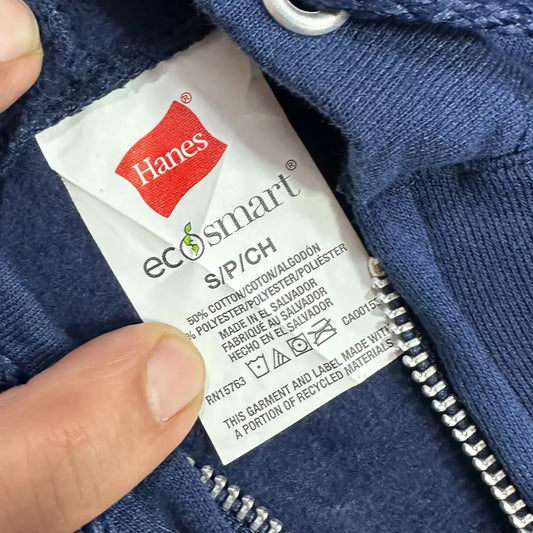 Hanes®
ecosmart®
S/P/CH
50% COTTON/COTON/ALGODÓN
% POLYESTER/POLYESTER/POLIÉSTER
MADE IN EL SALVADOR
FABRIQUÉ AU SALVADOR
HECHO EN EL SALVADOR
RN15763
THIS GARMENT AND LABEL MADE WITH
A PORTION OF RECYCLED MATERIALS